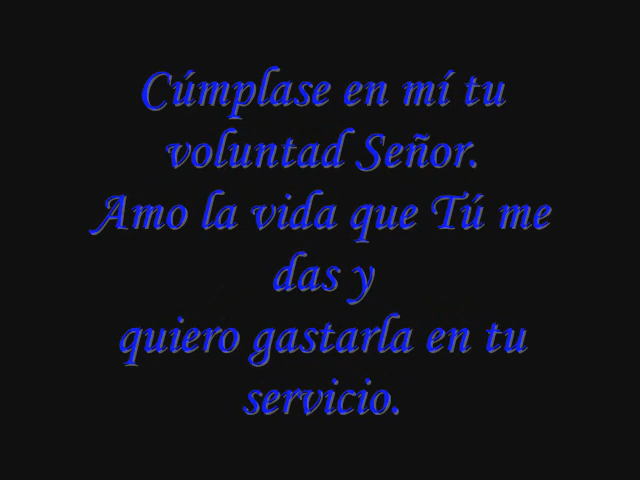 Cúmplase en mí tu
voluntad Señor.
Amo la vida que Tú me
das y
quiero gastarla en tu
servicio.